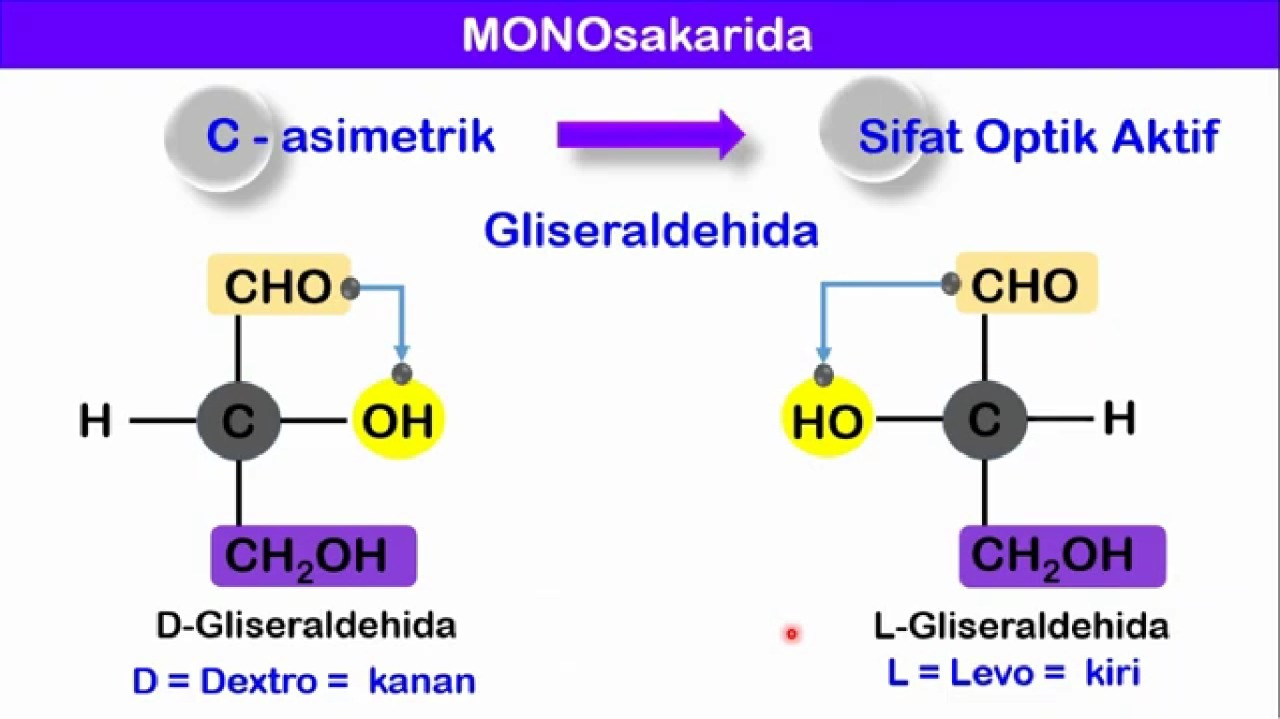 MONOsakarida
C - asimetrik
Sifat Optik Aktif
Gliseraldehida
CHO
H
C
OH
CH₂OH
D-Gliseraldehida
D = Dextro = kanan
CHO
HO
C
H
CH₂OH
L-Gliseraldehida
L = Levo = kiri